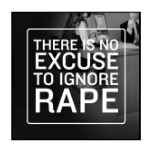 THERE IS NO
EXCUSE
TO IGNORE
RAPE